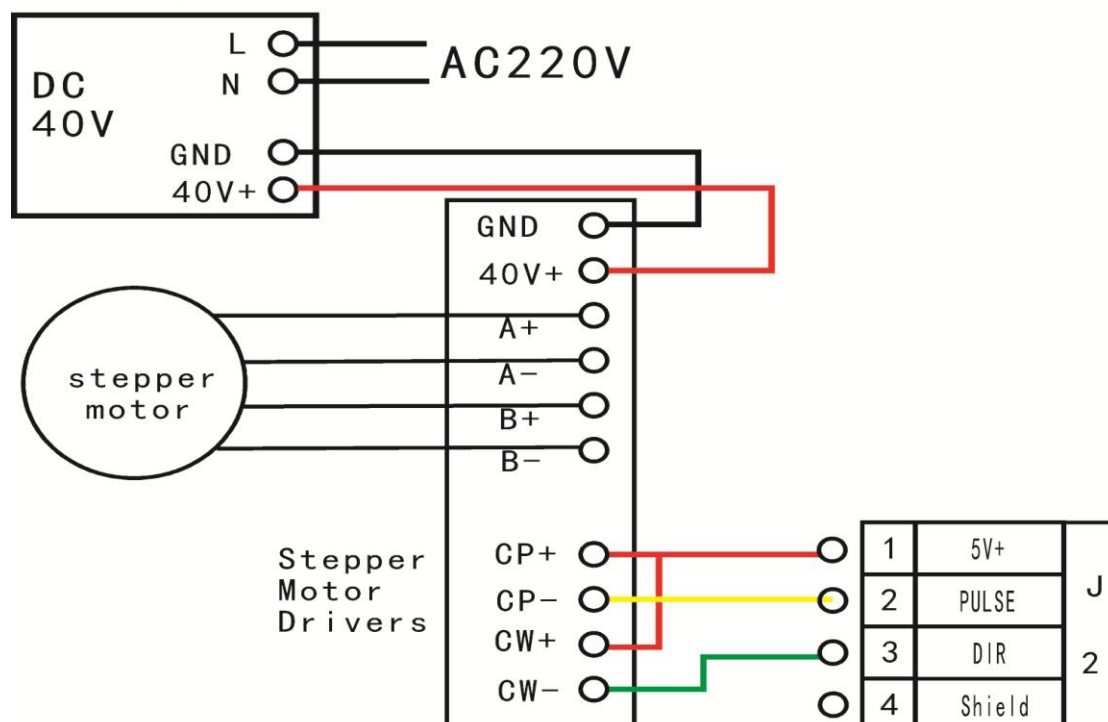 L
AC220V
N
DC
40V
GND
40V+
GND
40V+
A+
A-
B+
B-
stepper
motor
Stepper
Motor
Drivers
CP+
CP-
CW+
CW-
1 5V+
2 PULSE
3 DIR
4 Shield
J
2